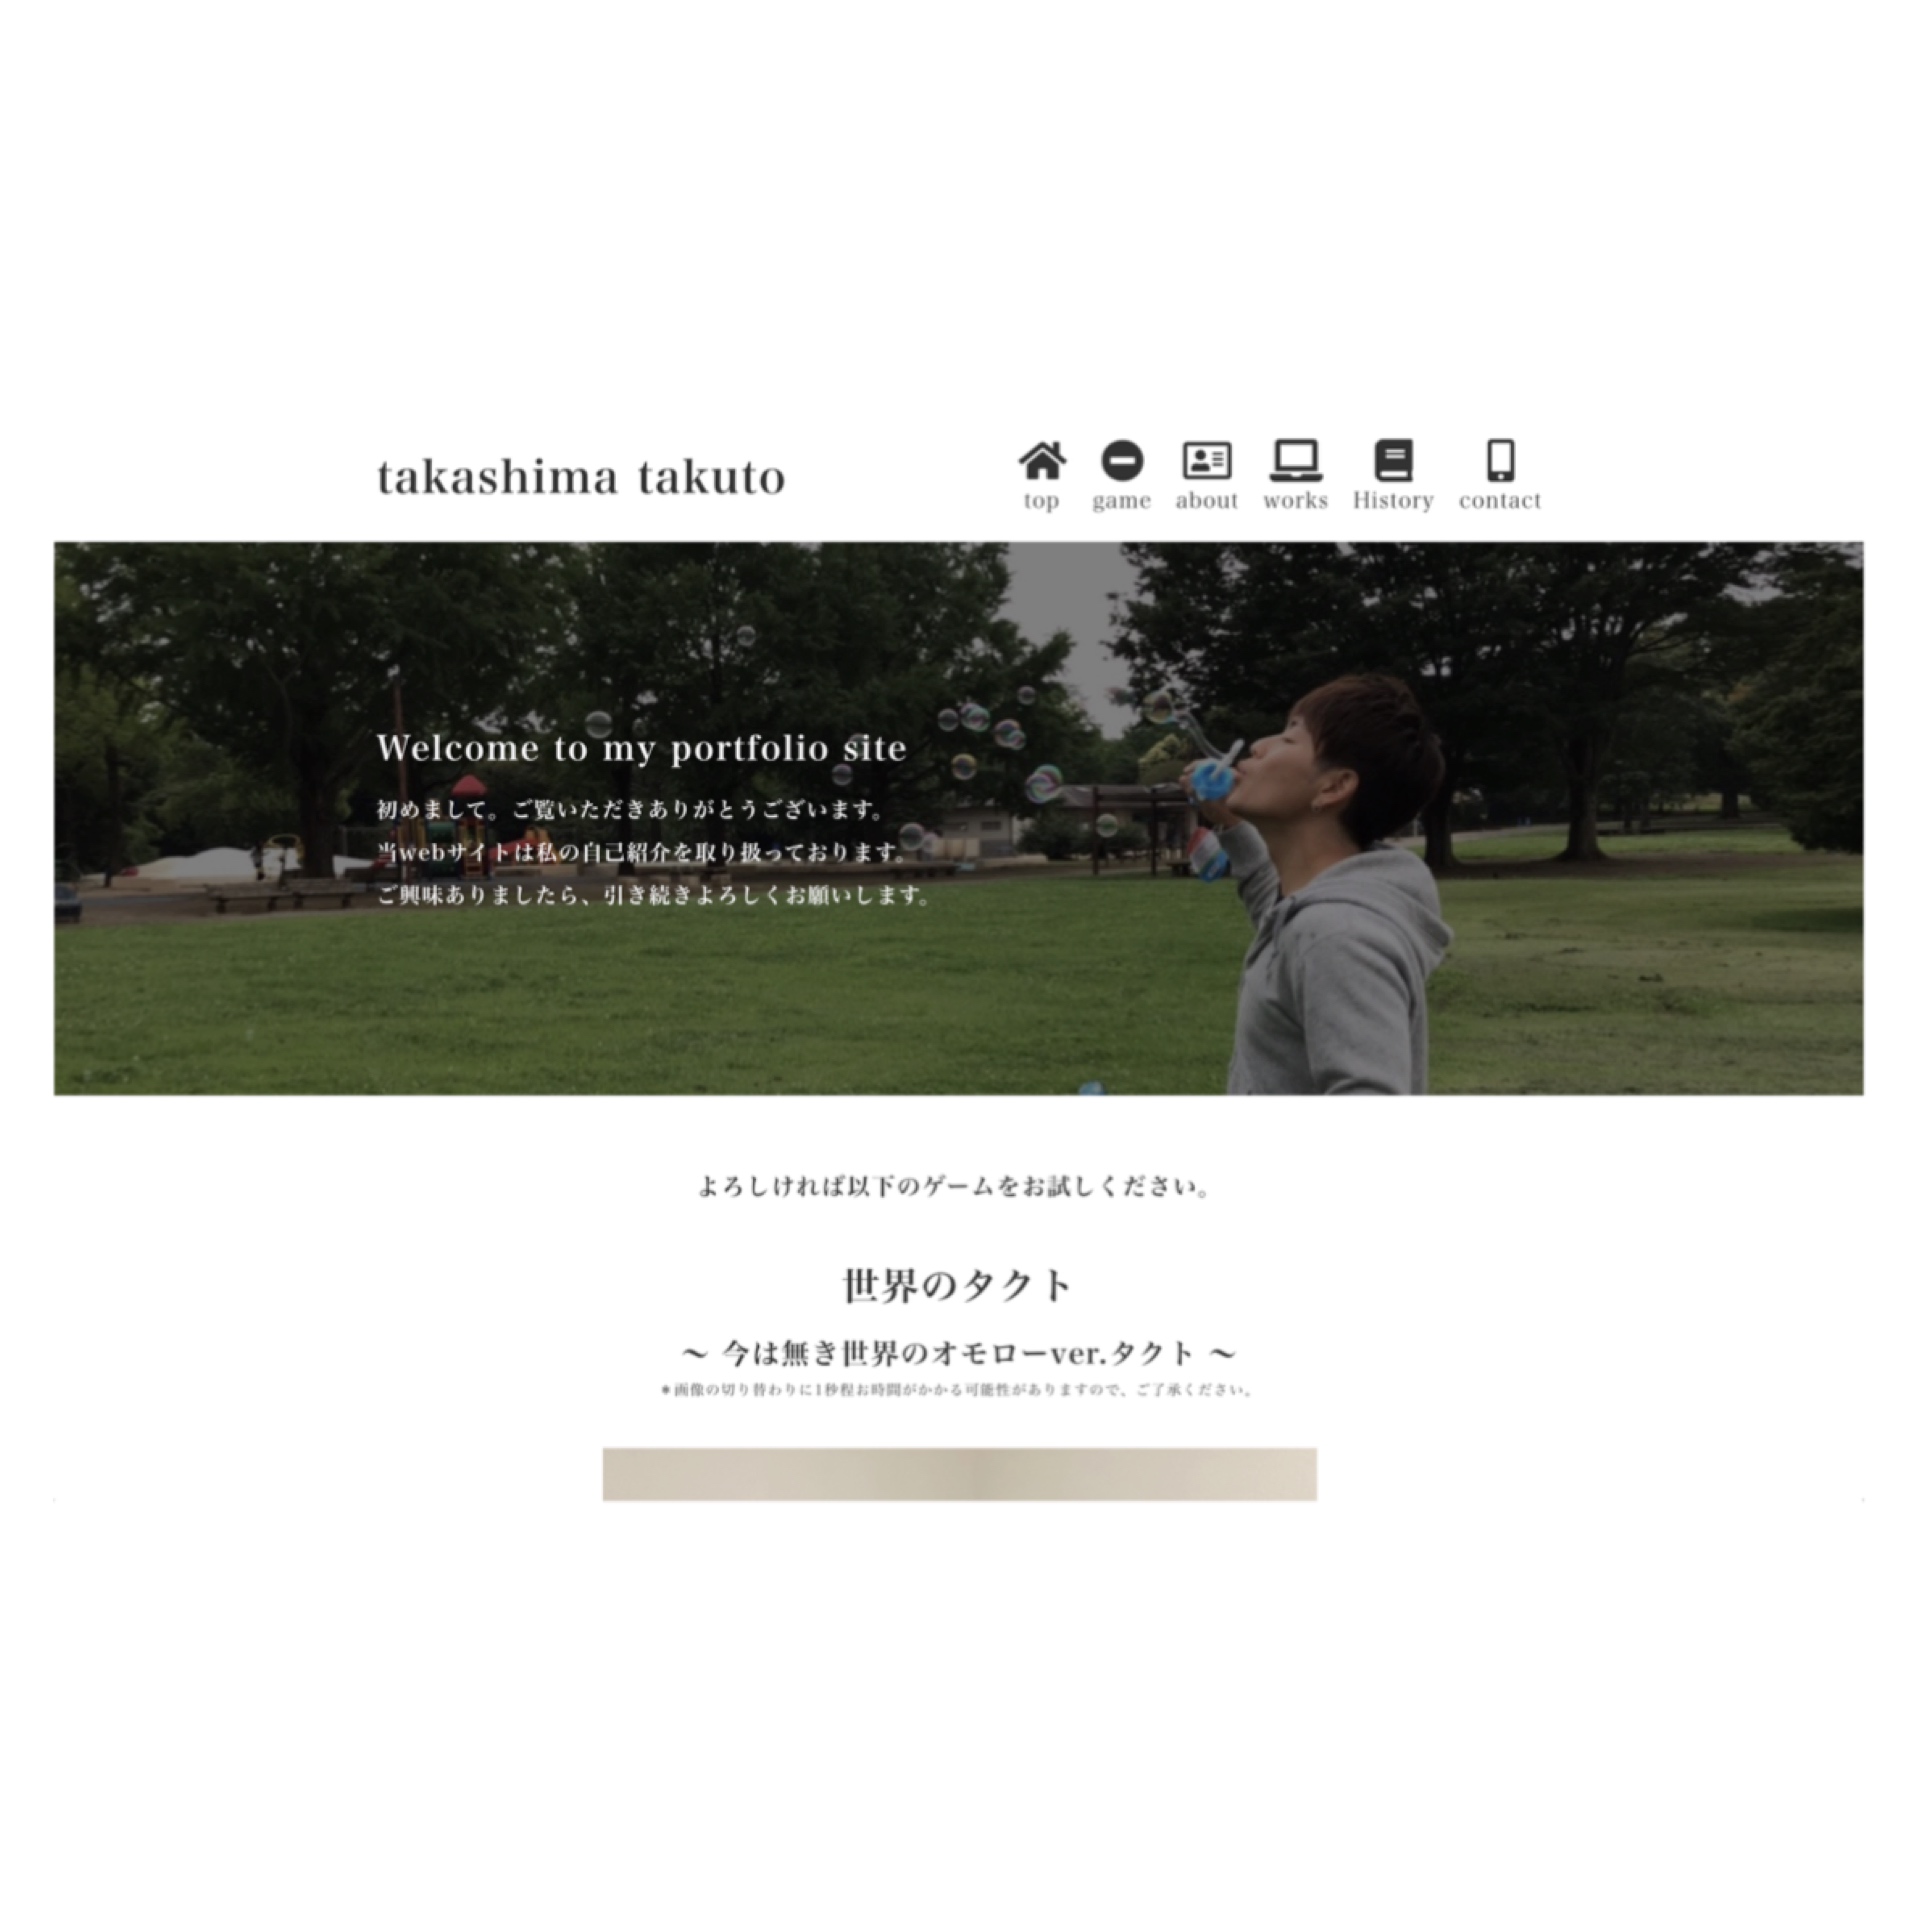 takashima takuto
top game about works History contact
Welcome to my portfolio site
初めまして。ご覧いただきありがとうございます。
当webサイトは私の自己紹介を取り扱っております。
ご興味ありましたら、引き続きよろしくお願いします。
よろしければ以下のゲームをお試しください。
世界のタクト
〜 今は無き世界のオモローver.タクト 〜
＊画像の切り替わりに1秒程お時間がかかる可能性がありますので、ご了承ください。